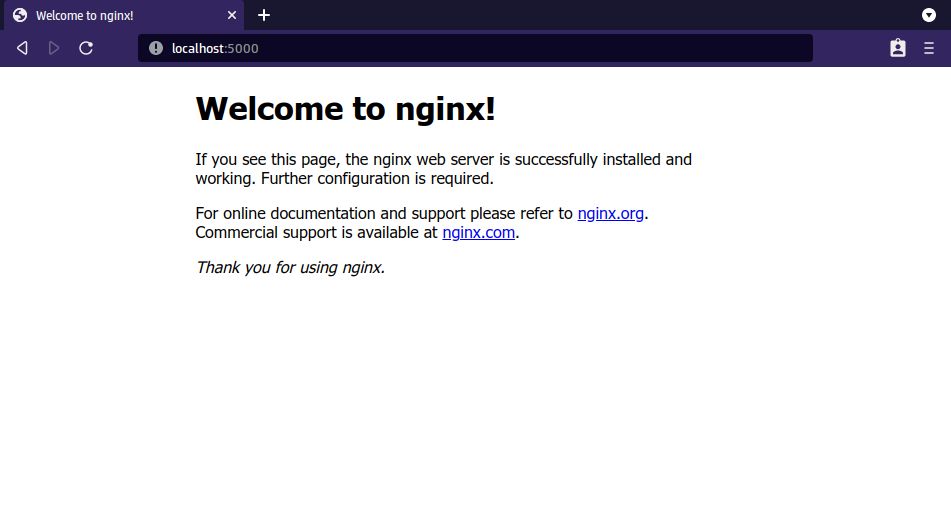 Welcome to nginx!
localhost:5000
Welcome to nginx!
If you see this page, the nginx web server is successfully installed and
working. Further configuration is required.
For online documentation and support please refer to nginx.org.
Commercial support is available at nginx.com.
Thank you for using nginx.